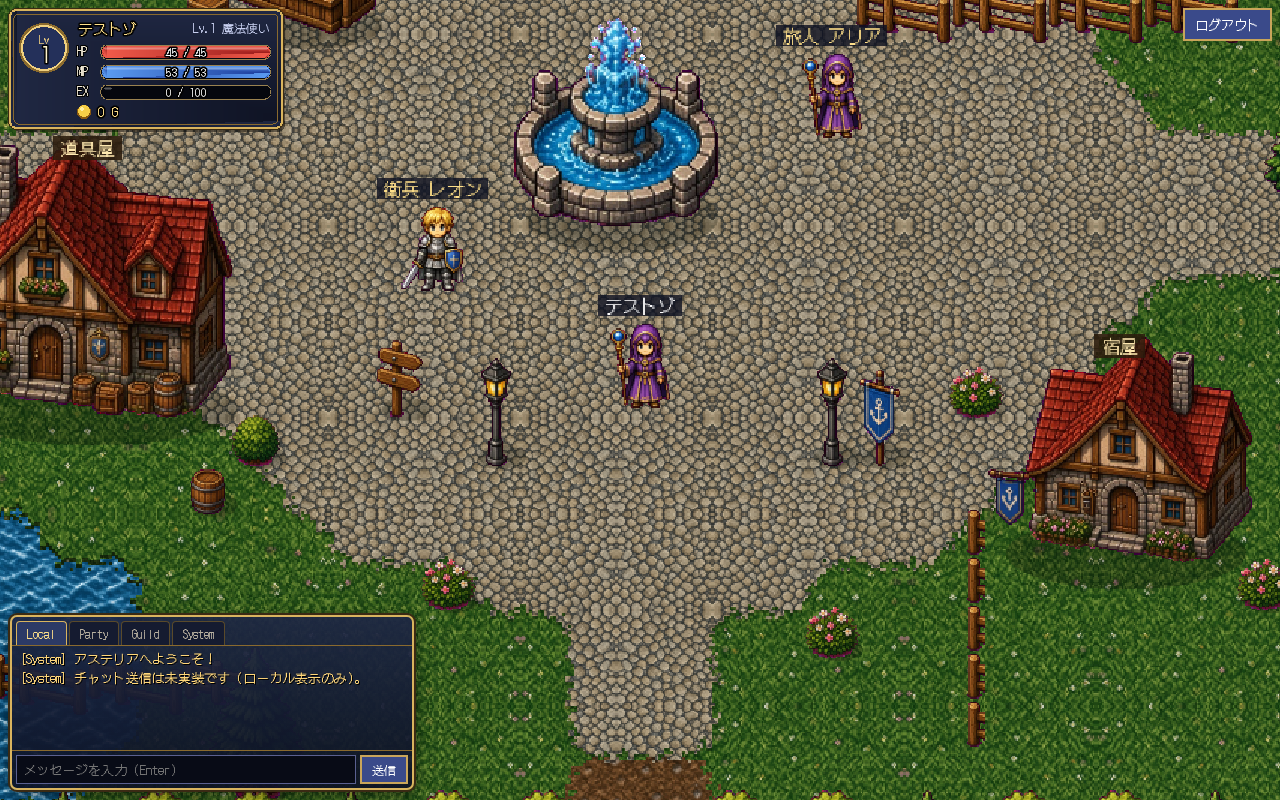 Lv
1
テストゾ Lv.1 魔法使い
HP 45 / 45
MP 53 / 53
EX 0 / 100
0 G
ログアウト
旅人 アリア
道具屋
衛兵 レオン
テストゾ
宿屋
Local Party Guild System
[System] アステリアへようこそ！
[System] チャット送信は未実装です（ローカル表示のみ）。
メッセージを入力 (Enter) 送信